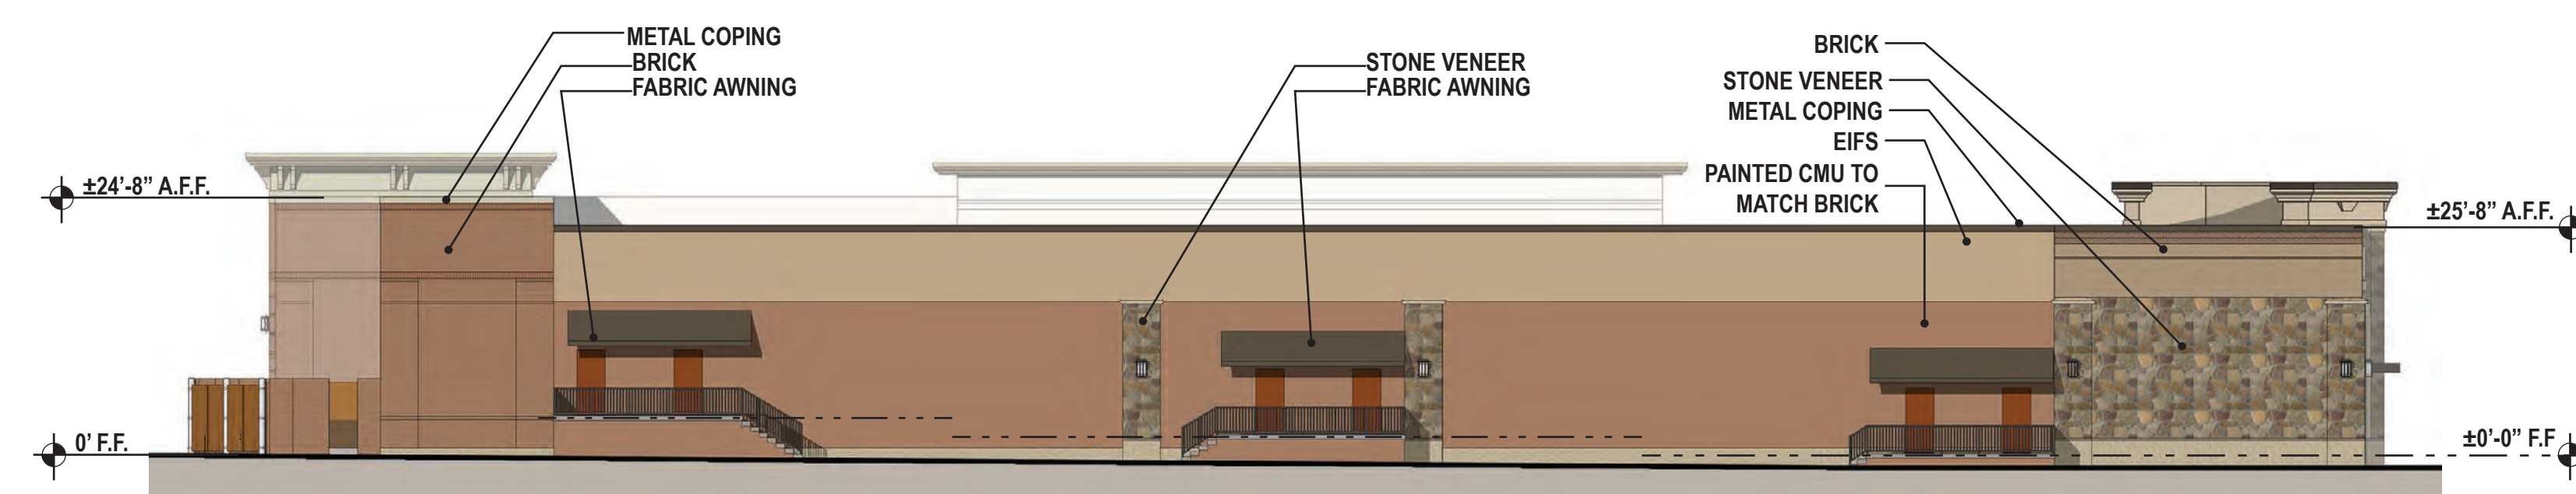 METAL COPING
BRICK
FABRIC AWNING
STONE VENEER
FABRIC AWNING
BRICK
STONE VENEER
METAL COPING
EIFS
PAINTED CMU TO
MATCH BRICK
±24’-8” A.F.F.
±25’-8” A.F.F.
0’ F.F.
±0’-0” F.F